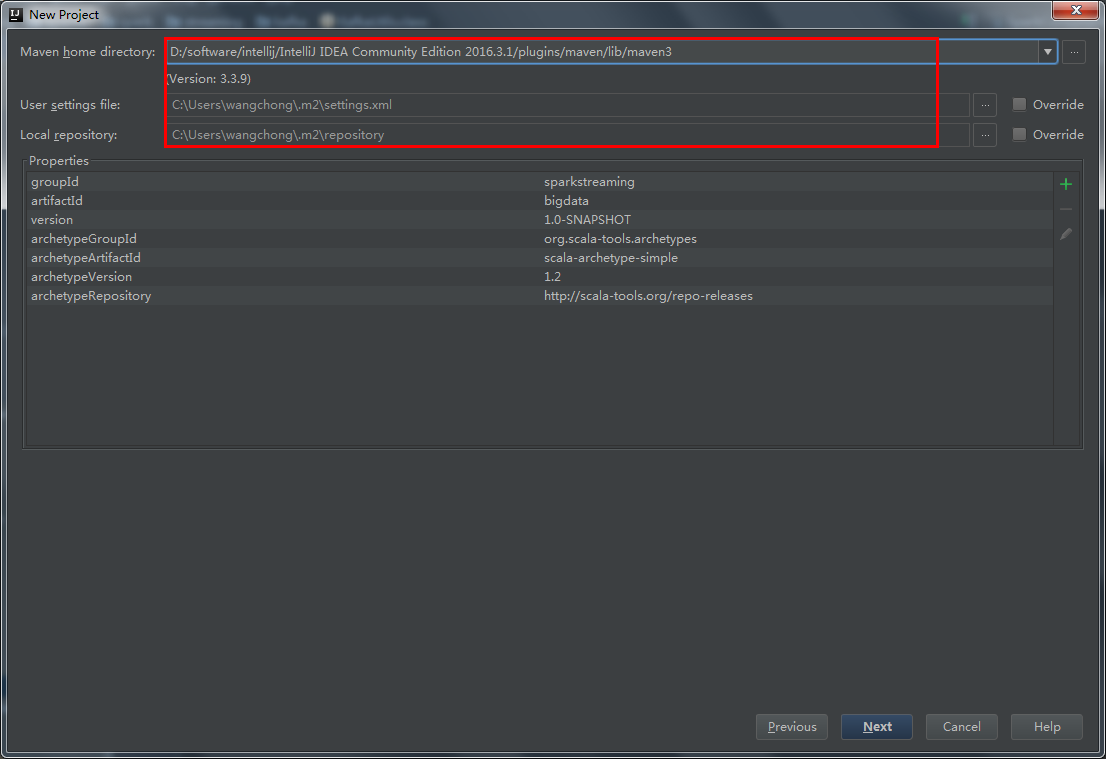 New Project
Maven home directory: D:/software/intellij/IntelliJ IDEA Community Edition 2016.3.1/plugins/maven/lib/maven3
(Version: 3.3.9)
User settings file: C:\Users\wangchong\.m2\settings.xml Override
Local repository: C:\Users\wangchong\.m2\repository Override
Properties
groupId sparkstreaming
artifactId bigdata
version 1.0-SNAPSHOT
archetypeGroupId org.scala-tools.archetypes
archetypeArtifactId scala-archetype-simple
archetypeVersion 1.2
archetypeRepository http://scala-tools.org/repo-releases
Previous Next Cancel Help